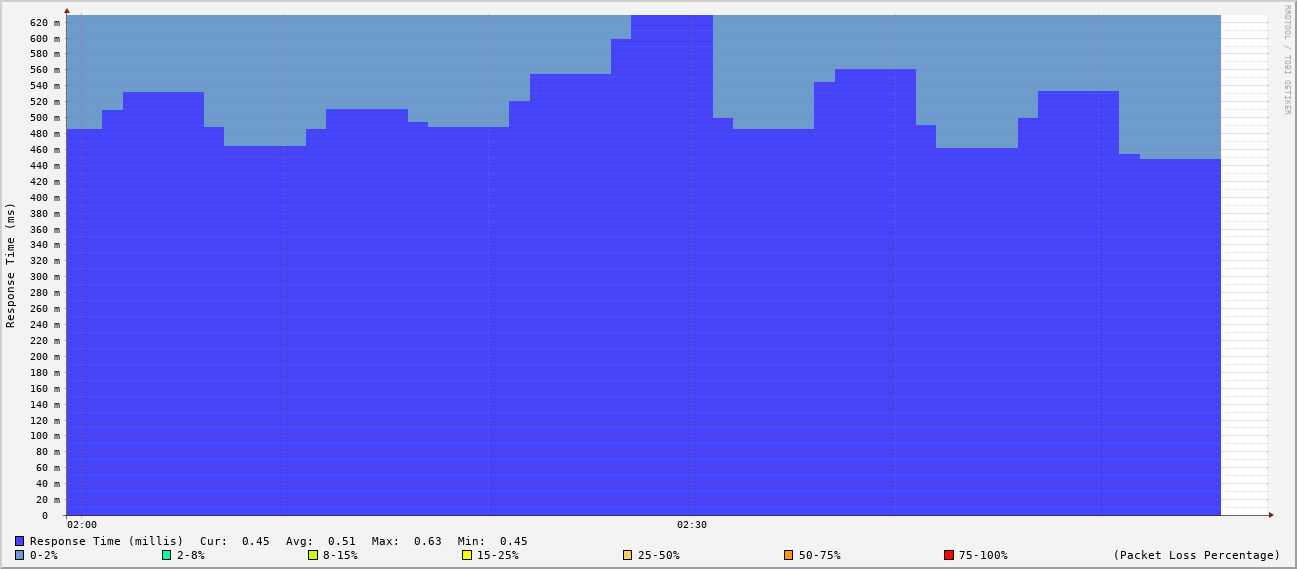 RRDTOOL / TOBI OETIKER
Response Time (ms)
620 m
600 m
580 m
560 m
540 m
520 m
500 m
480 m
460 m
440 m
420 m
400 m
380 m
360 m
340 m
320 m
300 m
280 m
260 m
240 m
220 m
200 m
180 m
160 m
140 m
120 m
100 m
80 m
60 m
40 m
20 m
0
02:00 02:30
Response Time (millis) Cur: 0.45 Avg: 0.51 Max: 0.63 Min: 0.45
0-2% 2-8% 8-15% 15-25% 25-50% 50-75% 75-100% (Packet Loss Percentage)